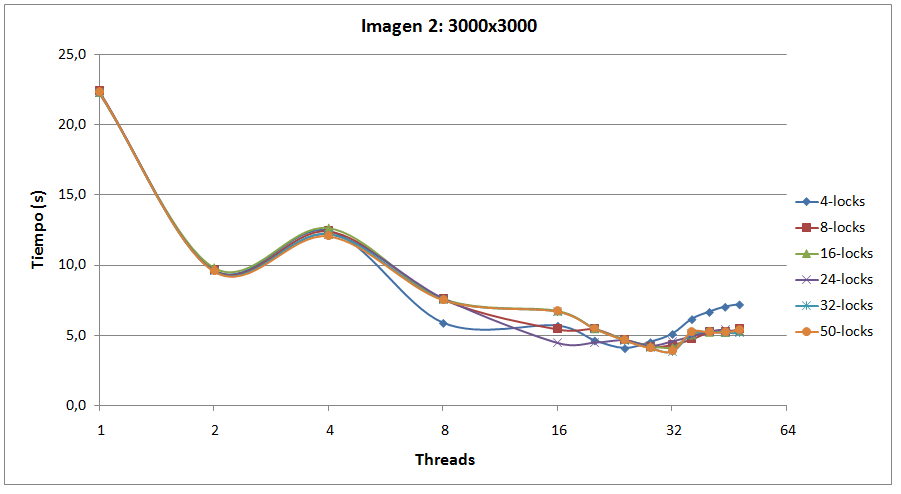 Imagen 2: 3000x3000
25,0
20,0
15,0
10,0
5,0
0,0
Tiempo (s)
1 2 4 8 16 32 64
Threads
4-locks
8-locks
16-locks
24-locks
32-locks
50-locks